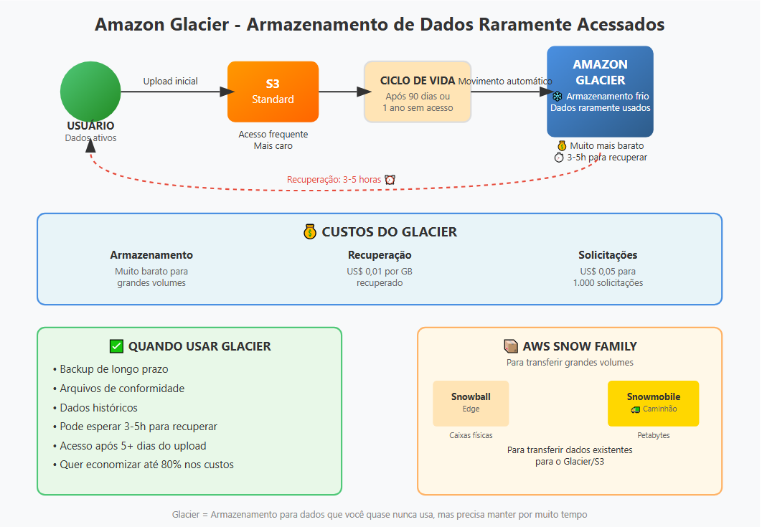 Amazon Glacier - Armazenamento de Dados Raramente Acessados
Upload inicial
S3
Standard
CICLO DE VIDA
Após 90 dias ou
1 ano sem acesso
Movimento automático
AMAZON
GLACIER
Armazenamento frio
Dados raramente usados
USUÁRIO
Dados ativos
Acesso frequente
Mais caro
Muito mais barato
3-5h para recuperar
Recuperação: 3-5 horas
CUSTOS DO GLACIER
Armazenamento
Muito barato para
grandes volumes
Recuperação
US$ 0,01 por GB
recuperado
Solicitações
US$ 0,05 para
1.000 solicitações
QUANDO USAR GLACIER
• Backup de longo prazo
• Arquivos de conformidade
• Dados históricos
• Pode esperar 3-5h para recuperar
• Acesso após 5+ dias do upload
• Quer economizar até 80% nos custos
AWS SNOW FAMILY
Para transferir grandes volumes
Snowball
Edge
Caixas físicas
Snowmobile
Caminhão
Petabytes
Para transferir dados existentes
para o Glacier/S3
Glacier = Armazenamento para dados que você quase nunca usa, mas precisa manter por muito tempo